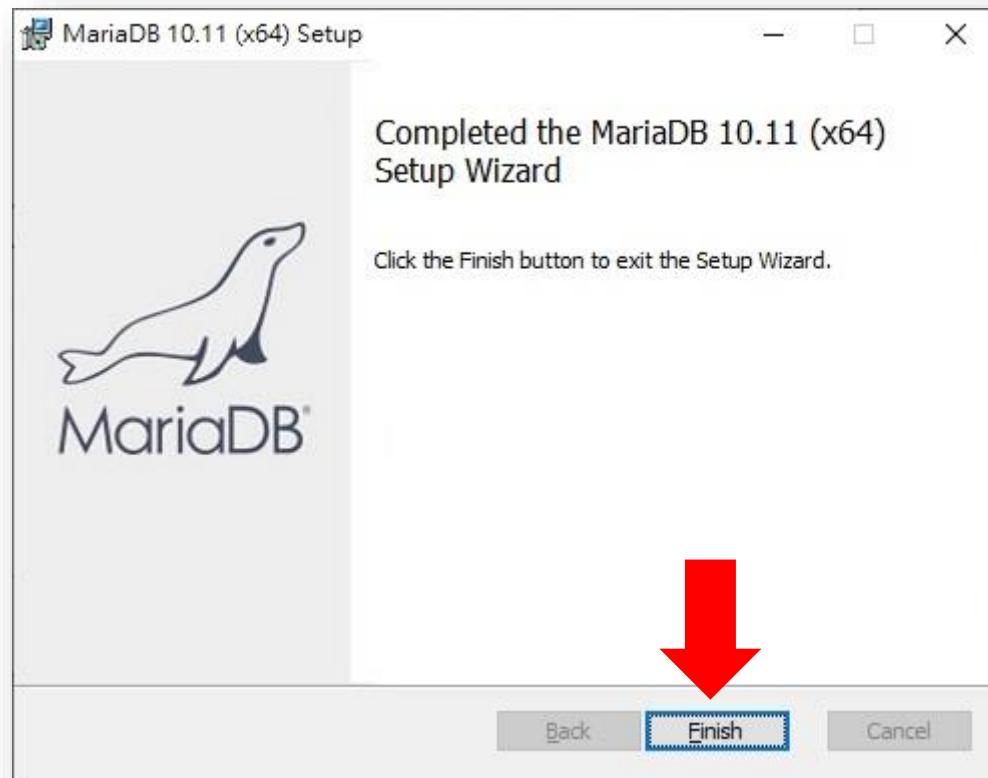 MariaDB 10.11 (x64) Setup
Completed the MariaDB 10.11 (x64)
Setup Wizard
Click the Finish button to exit the Setup Wizard.
MariaDB®
Back
Finish
Cancel